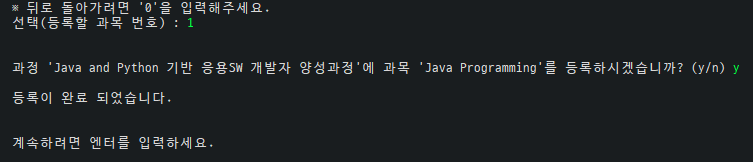 ※ 뒤로 돌아가려면 '0'을 입력해주세요.
선택(등록할 과목 번호) : 1
과정 'Java and Python 기반 응용SW 개발자 양성과정'에 과목 'Java Programming'를 등록하시겠습니까? (y/n) y
등록이 완료 되었습니다.
계속하려면 엔터를 입력하세요.